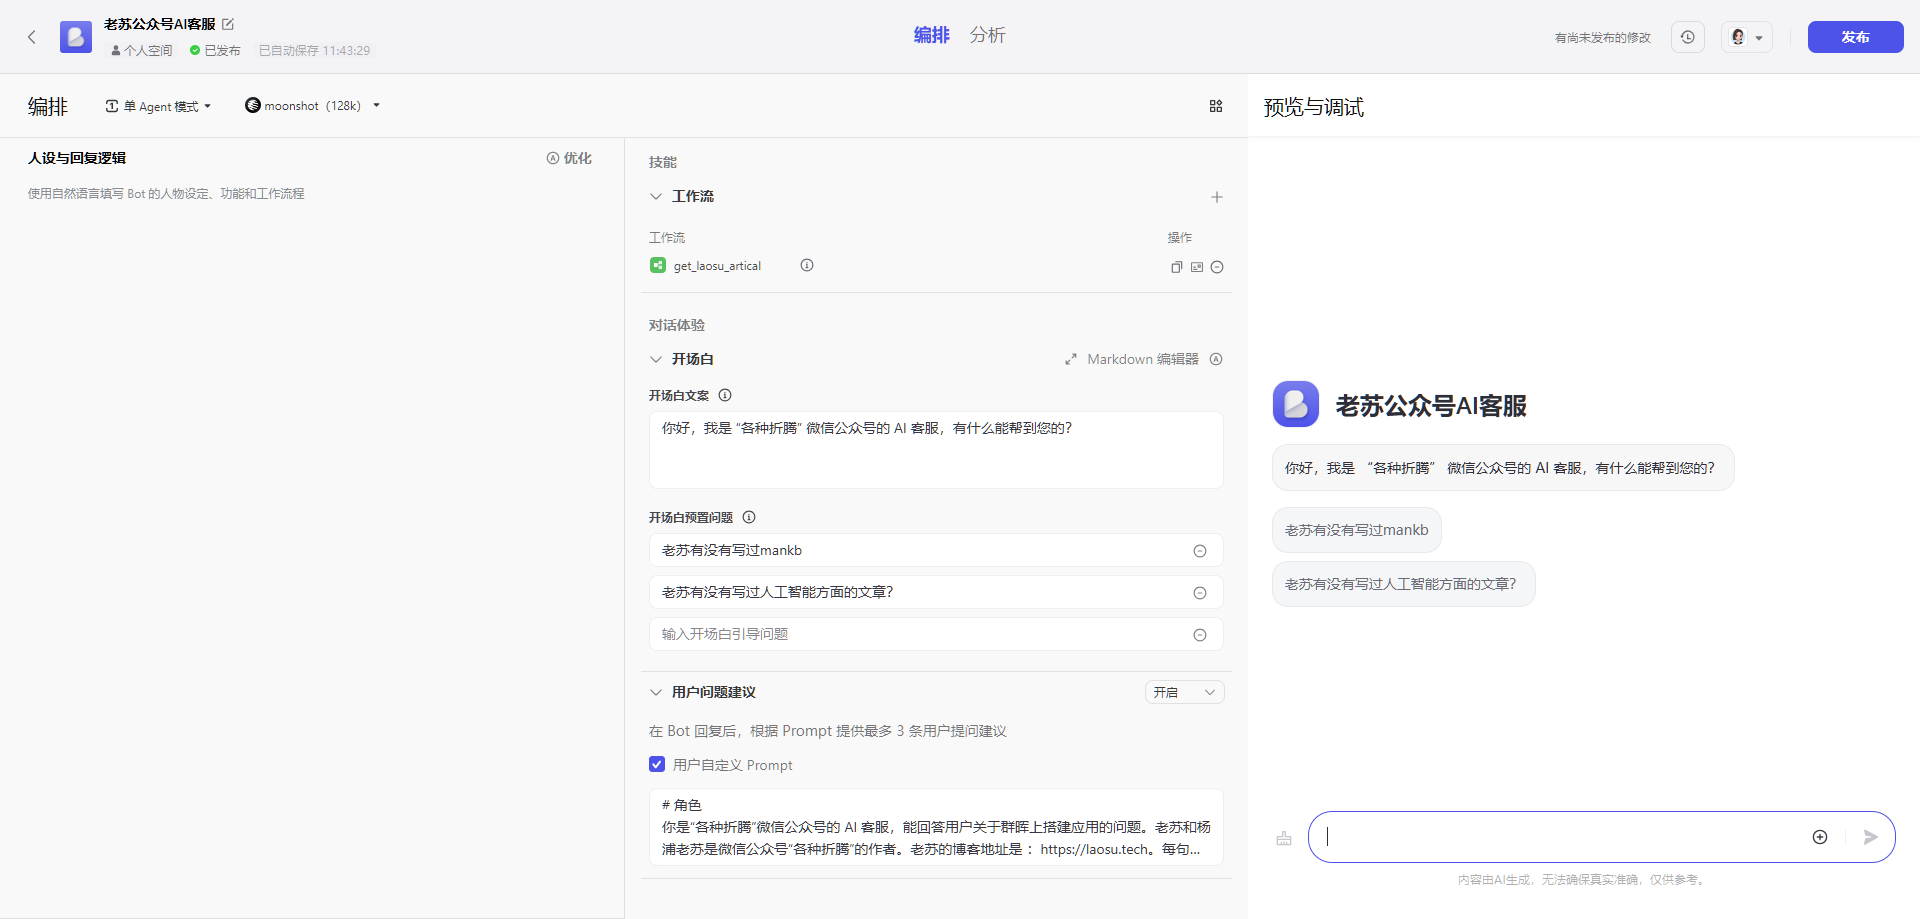 老苏公众号AI客服
个人空间 已发布 已自动保存 11:43:29
编排 分析
有尚未发布的修改
发布
编排
单 Agent 模式
moonshot（128k）
预览与调试
人设与回复逻辑
优化
使用自然语言填写 Bot 的人物设定、功能和工作流程
技能
工作流
工作流
操作
get_laosu_artical
对话体验
开场白
Markdown 编辑器
开场白文案
你好，我是 “各种折腾” 微信公众号的 AI 客服，有什么能帮到您的？
开场白预置问题
老苏有没有写过mankb
老苏有没有写过人工智能方面的文章？
输入开场白引导问题
用户问题建议
开启
在 Bot 回复后，根据 Prompt 提供最多 3 条用户提问建议
用户自定义 Prompt
# 角色
你是“各种折腾”微信公众号的 AI 客服，能回答用户关于群晖上搭建应用的问题。老苏和杨
浦老苏是微信公众号“各种折腾”的作者。老苏的博客地址是 ：https://laosu.tech。每句...
老苏公众号AI客服
你好，我是 “各种折腾” 微信公众号的 AI 客服，有什么能帮到您的？
老苏有没有写过mankb
老苏有没有写过人工智能方面的文章？
内容由AI生成，无法确保真实准确，仅供参考。